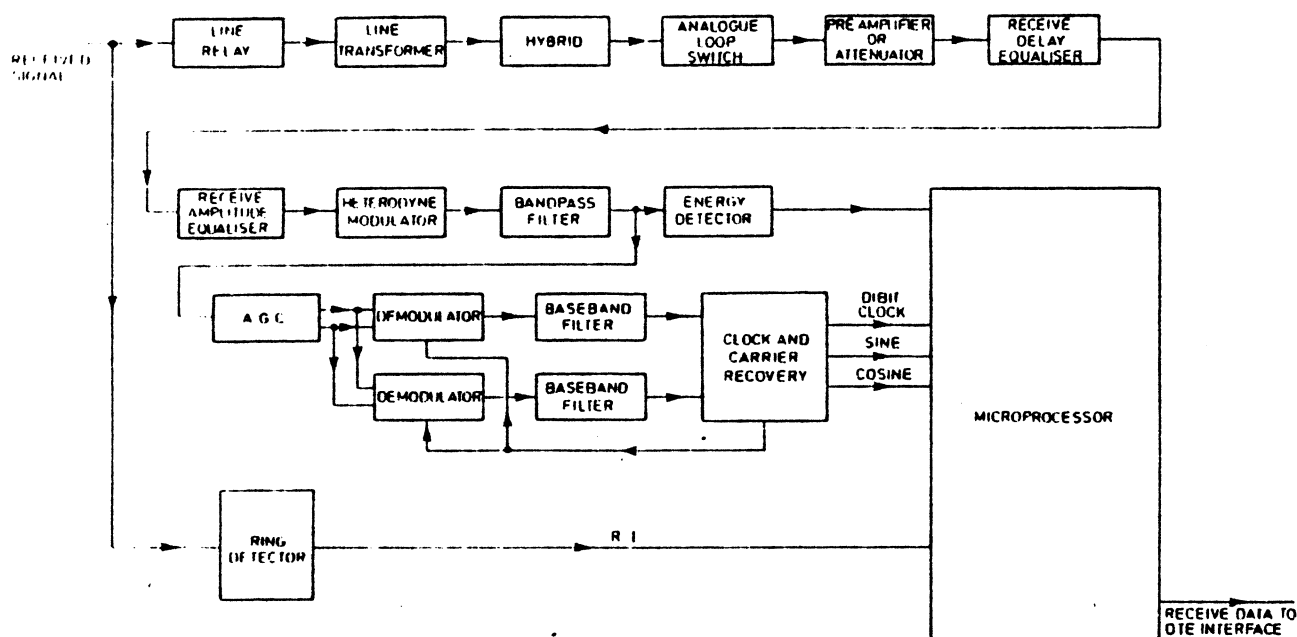 RECEIVED
SIGNAL
LINE
RELAY
LINE
TRANSFORMER
HYBRID
ANALOGUE
LOOP
SWITCH
PREAMPLIFIER
OR
ATTENUATOR
RECEIVE
DELAY
EQUALISER
RECEIVE
AMPLITUDE
EQUALISER
HETERODYNE
MODULATOR
BANDPASS
FILTER
ENERGY
DETECTOR
A G C
DEMODULATOR
BASEBAND
FILTER
DEMODULATOR
BASEBAND
FILTER
CLOCK AND
CARRIER
RECOVERY
DIBIT
CLOCK
SINE
COSINE
MICROPROCESSOR
RING
DETECTOR
R I
RECEIVE DATA TO
DTE INTERFACE